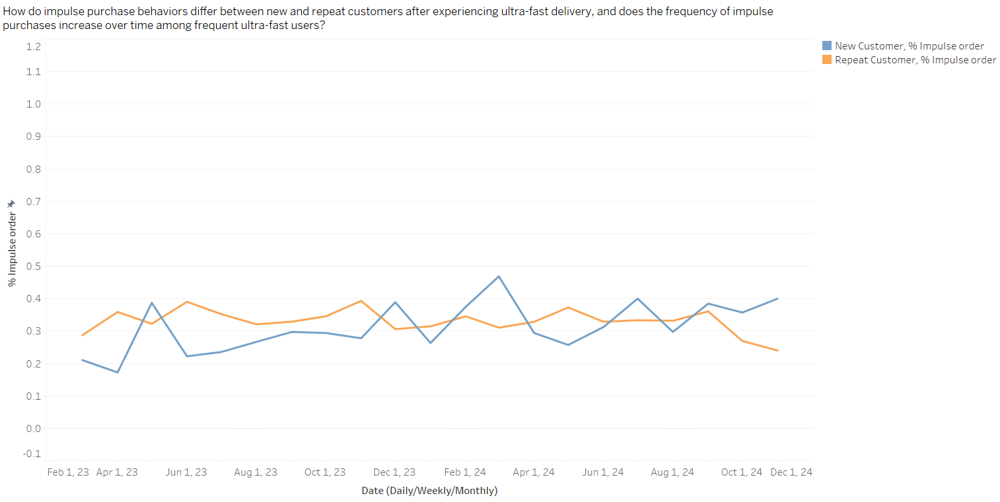 How do impulse purchase behaviors differ between new and repeat customers after experiencing ultra-fast delivery, and does the frequency of impulse
purchases increase over time among frequent ultra-fast users?
New Customer, % Impulse order
Repeat Customer, % Impulse order
1.2
1.1
1.0
0.9
0.8
0.7
0.6
0.5
0.4
0.3
0.2
0.1
0.0
-0.1
% Impulse order
Feb 1, 23 Apr 1, 23 Jun 1, 23 Aug 1, 23 Oct 1, 23 Dec 1, 23 Feb 1, 24 Apr 1, 24 Jun 1, 24 Aug 1, 24 Oct 1, 24 Dec 1, 24
Date (Daily/Weekly/Monthly)